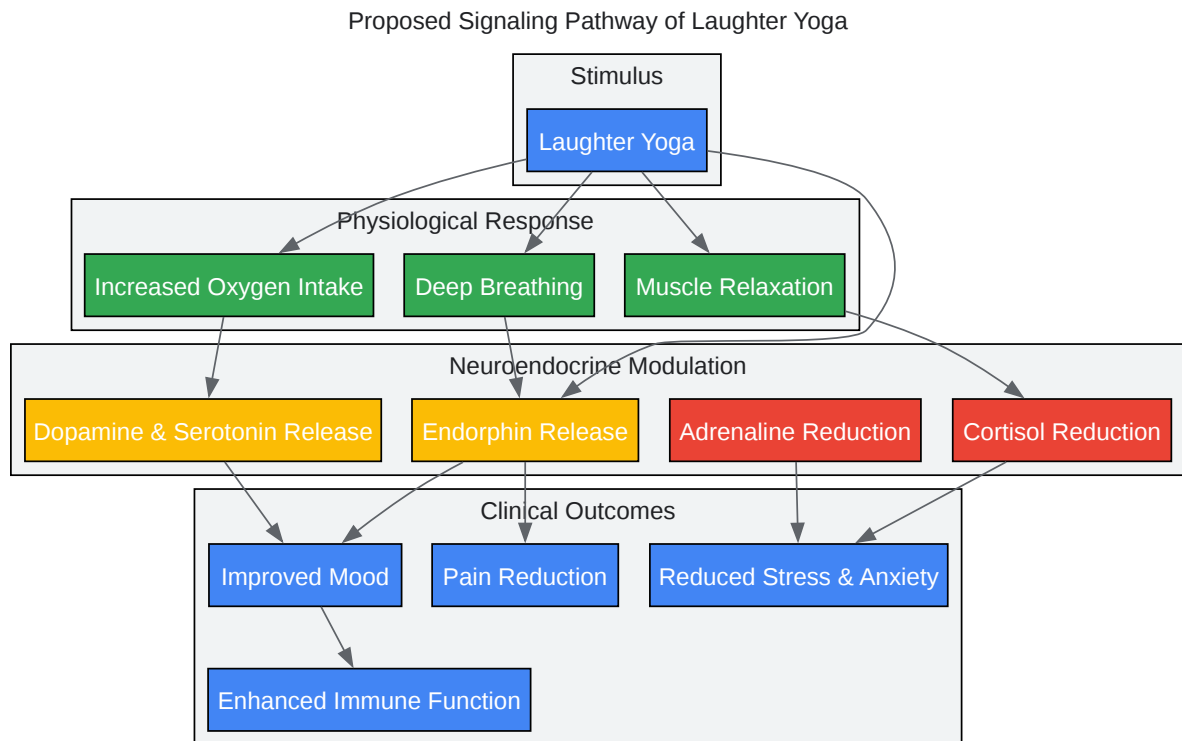 Proposed Signaling Pathway of Laughter Yoga
Stimulus
Laughter Yoga
Physiological Response
Increased Oxygen Intake
Deep Breathing
Muscle Relaxation
Neuroendocrine Modulation
Dopamine & Serotonin Release
Endorphin Release
Adrenaline Reduction
Cortisol Reduction
Clinical Outcomes
Improved Mood
Pain Reduction
Reduced Stress & Anxiety
Enhanced Immune Function